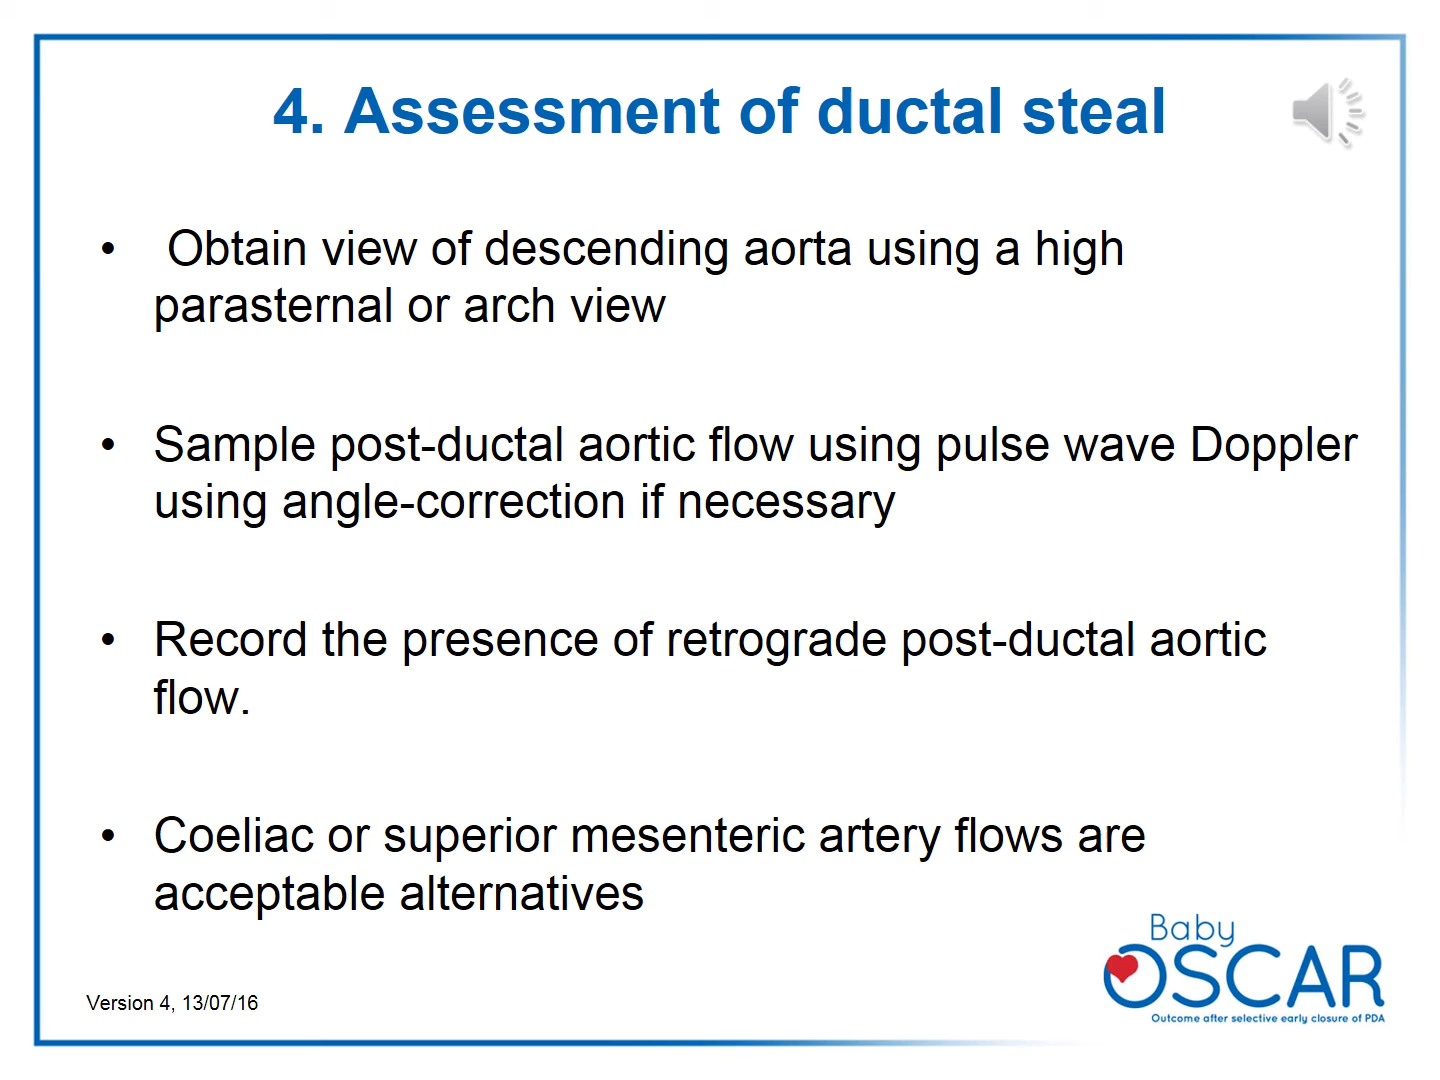 4. Assessment of ductal steal
• Obtain view of descending aorta using a high
parasternal or arch view
• Sample post-ductal aortic flow using pulse wave Doppler
using angle-correction if necessary
• Record the presence of retrograde post-ductal aortic
flow.
• Coeliac or superior mesenteric artery flows are
acceptable alternatives
Baby
OSCAR
Outcome after selective early closure of PDA
Version 4, 13/07/16